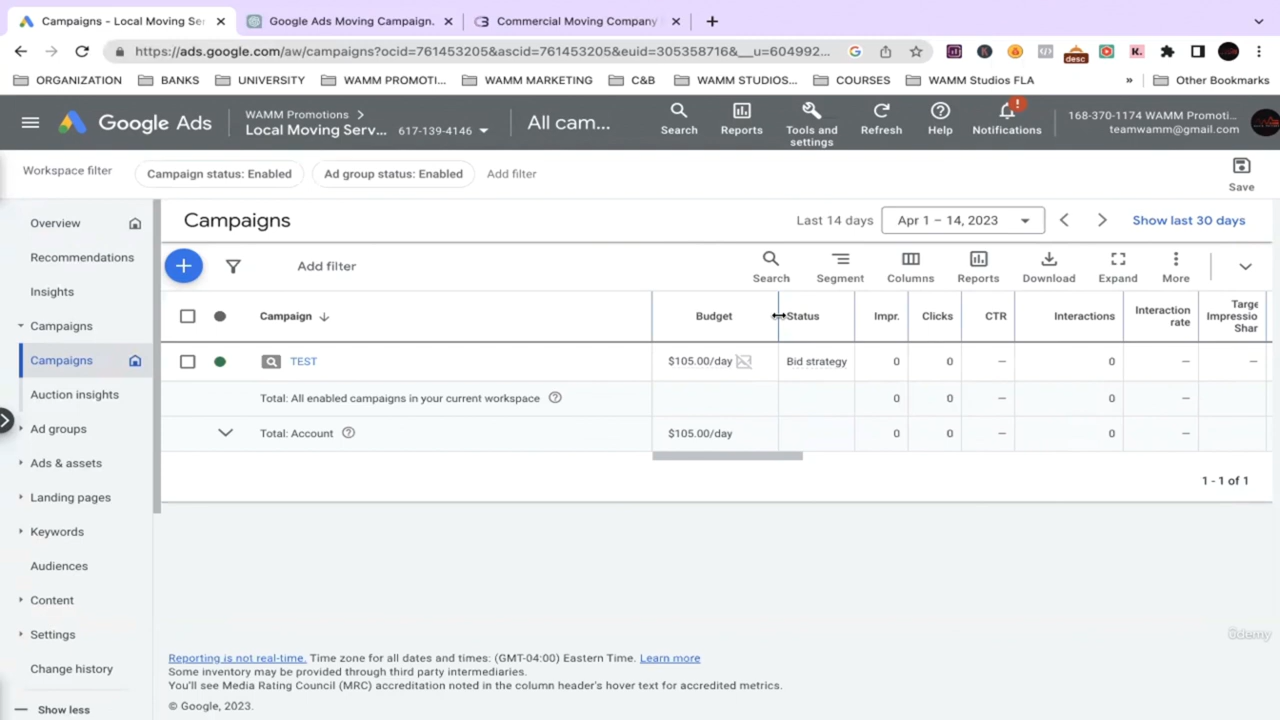 Campaigns - Local Moving Ser
Google Ads Moving Campaign.
Commercial Moving Company
https://ads.google.com/aw/campaigns?ocid=761453205&ascid=761453205&euid=305358716&__u=604992...
ORGANIZATION
BANKS
UNIVERSITY
WAMM PROMOTI...
WAMM MARKETING
C&B
WAMM STUDIOS...
COURSES
WAMM Studios FLA
»
Other Bookmarks
desc
K.
Google Ads
WAMM Promotions
Local Moving Serv...
617-139-4146
All cam...
Search
Reports
Tools and
settings
Refresh
Help
!
Notifications
168-370-1174 WAMM Promoti...
teamwamm@gmail.com
Workspace filter
Campaign status: Enabled
Ad group status: Enabled
Add filter
Save
Overview
Recommendations
Insights
Campaigns
Campaigns
Auction insights
Ad groups
Ads & assets
Landing pages
Keywords
Audiences
Content
Settings
Change history
Show less
Campaigns
Last 14 days
Apr 1 – 14, 2023
Show last 30 days
Add filter
Search
Segment
Columns
Reports
Download
Expand
More
Campaign
Budget
Status
Impr.
Clicks
CTR
Interactions
Interaction
rate
Targe
Impressio
Shar
TEST
$105.00/day
Bid strategy
0
0
–
0
–
–
Total: All enabled campaigns in your current workspace
0
0
–
0
–
Total: Account
$105.00/day
0
0
–
0
–
1 - 1 of 1
Reporting is not real-time. Time zone for all dates and times: (GMT-04:00) Eastern Time. Learn more
Some inventory may be provided through third party intermediaries.
You'll see Media Rating Council (MRC) accreditation noted in the column header's hover text for accredited metrics.
© Google, 2023.
ûdemy